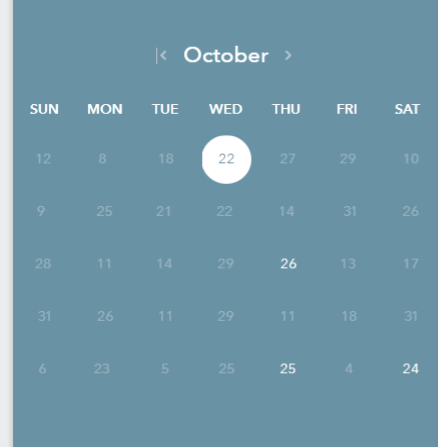 |< October >
SUN MON TUE WED THU FRI SAT
12 8 18 22 27 29 10
9 25 21 22 14 31 26
28 11 14 29 26 13 17
31 26 11 29 11 18 31
6 23 5 25 25 4 24